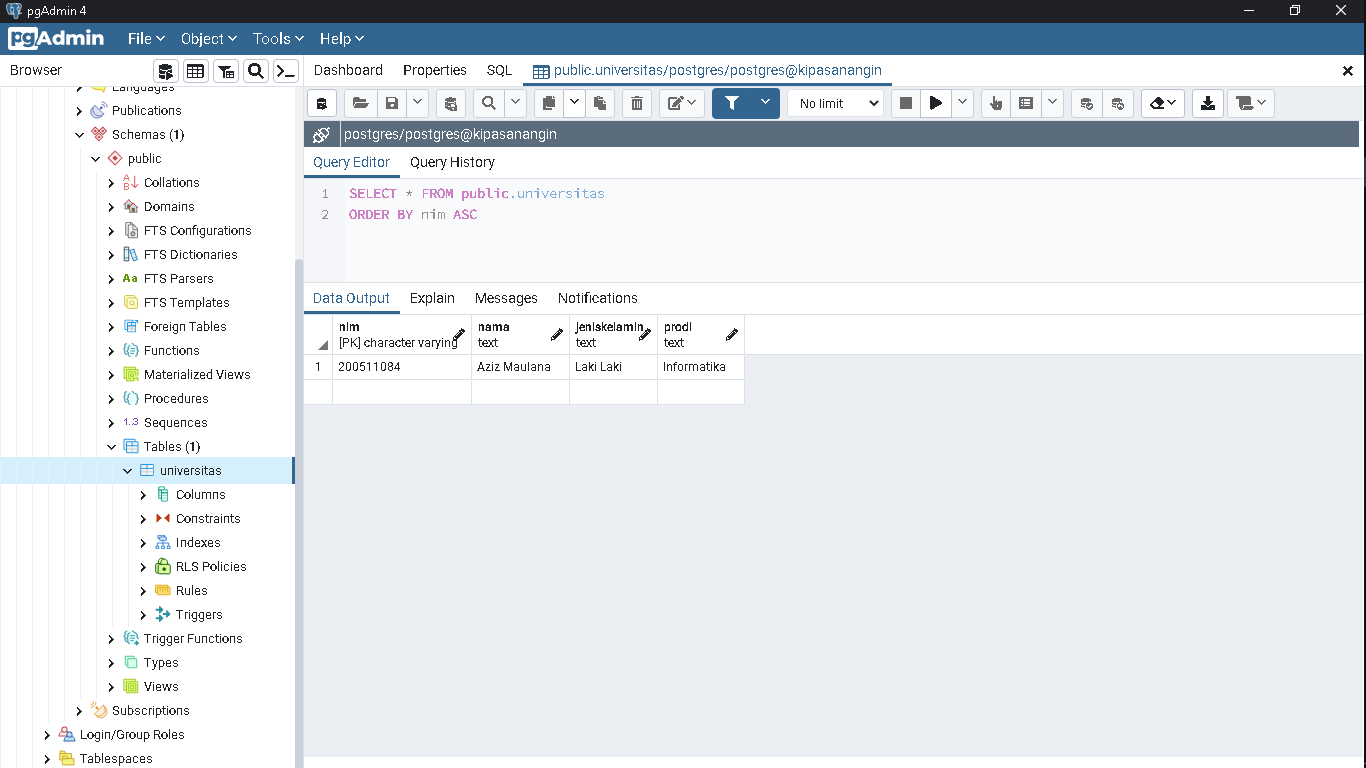 pgAdmin 4
pgAdmin File Object Tools Help
Browser
Dashboard Properties SQL public.universitas/postgres/postgres@kipasanangin
Languages
Publications
Schemas (1)
public
Collations
Domains
FTS Configurations
FTS Dictionaries
Aa FTS Parsers
FTS Templates
Foreign Tables
Functions
Materialized Views
Procedures
1.3 Sequences
Tables (1)
universitas
Columns
Constraints
Indexes
RLS Policies
Rules
Triggers
Trigger Functions
Types
Views
Subscriptions
Login/Group Roles
Tablespaces
No limit
postgres/postgres@kipasanangin
Query Editor Query History
1 SELECT * FROM public.universitas
2 ORDER BY nim ASC
Data Output Explain Messages Notifications
nim nama jeniskelamin prodi
[PK] character varying text text text
1 200511084 Aziz Maulana Laki Laki Informatika